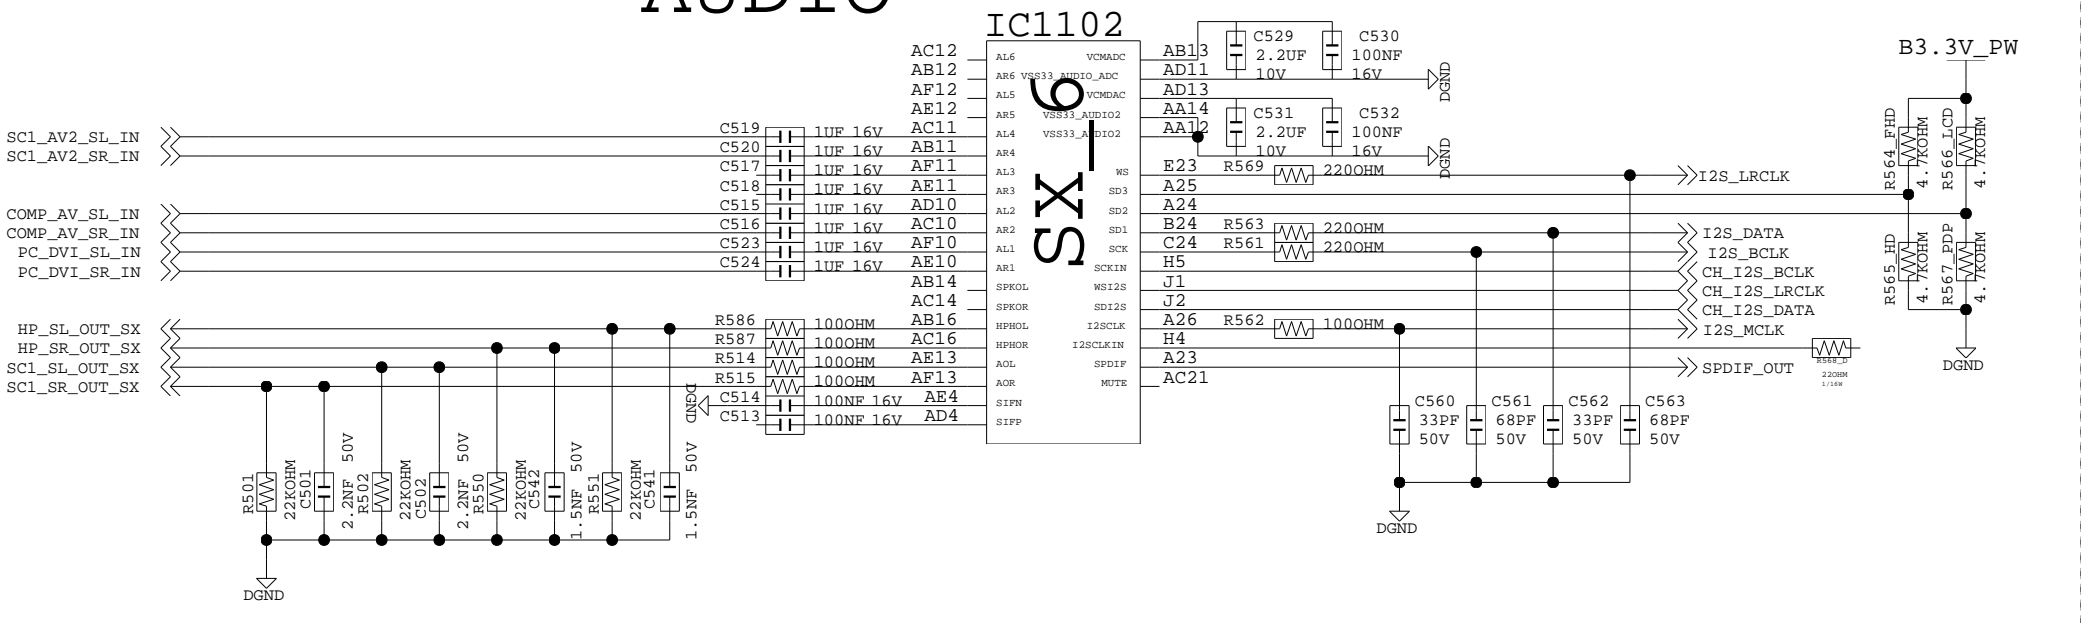 AUDIO
IC1102
SX_6
SC1_AV2_SL_IN
SC1_AV2_SR_IN
COMP_AV_SL_IN
COMP_AV_SR_IN
PC_DVI_SL_IN
PC_DVI_SR_IN
HP_SL_OUT_SX
HP_SR_OUT_SX
SC1_SL_OUT_SX
SC1_SR_OUT_SX
C519 1UF 16V
C520 1UF 16V
C517 1UF 16V
C518 1UF 16V
C515 1UF 16V
C516 1UF 16V
C523 1UF 16V
C524 1UF 16V
R586 100OHM
R587 100OHM
R514 100OHM
R515 100OHM
DGND
C514 100NF 16V
C513 100NF 16V
AC12 AL6
AB12 AR6
AF12 AL5
AE12 AR5
AC11 AL4
AB11 AR4
AF11 AL3
AE11 AR3
AD10 AL2
AC10 AR2
AF10 AL1
AE10 AR1
AB14 SPKOL
AC14 SPKOR
AB16 HPHOL
AC16 HPHOR
AE13 AOL
AF13 AOR
AE4 SIFN
AD4 SIFP
VCMADC AB13
VSS33_AUDIO_ADC AD11
VCMDAC AD13
VSS33_AUDIO2 AA14
VSS33_AUDIO2 AA12
WS E23
SD3 A25
SD2 A24
SD1 B24
SCK C24
SCKIN H5
WSI2S J1
SDI2S J2
I2SCLK A26
I2SCLKIN H4
SPDIF A23
MUTE AC21
C529
2.2UF
10V
C530
100NF
16V
DGND
C531
2.2UF
10V
C532
100NF
16V
DGND
R569 220OHM
R563 220OHM
R561 220OHM
R562 100OHM
I2S_LRCLK
I2S_DATA
I2S_BCLK
CH_I2S_BCLK
CH_I2S_LRCLK
CH_I2S_DATA
I2S_MCLK
SPDIF_OUT
B3.3V_PW
R564_FHD
4.7KOHM
R566_LCD
4.7KOHM
R565_HD
4.7KOHM
R567_PDP
4.7KOHM
DGND
R568_D
22OHM
1/16W
C560
33PF
50V
C561
68PF
50V
C562
33PF
50V
C563
68PF
50V
DGND
R501
22KOHM
C501
2.2NF 50V
R502
22KOHM
C502
2.2NF 50V
R550
22KOHM
C542
1.5NF 50V
R551
22KOHM
C541
1.5NF 50V
DGND